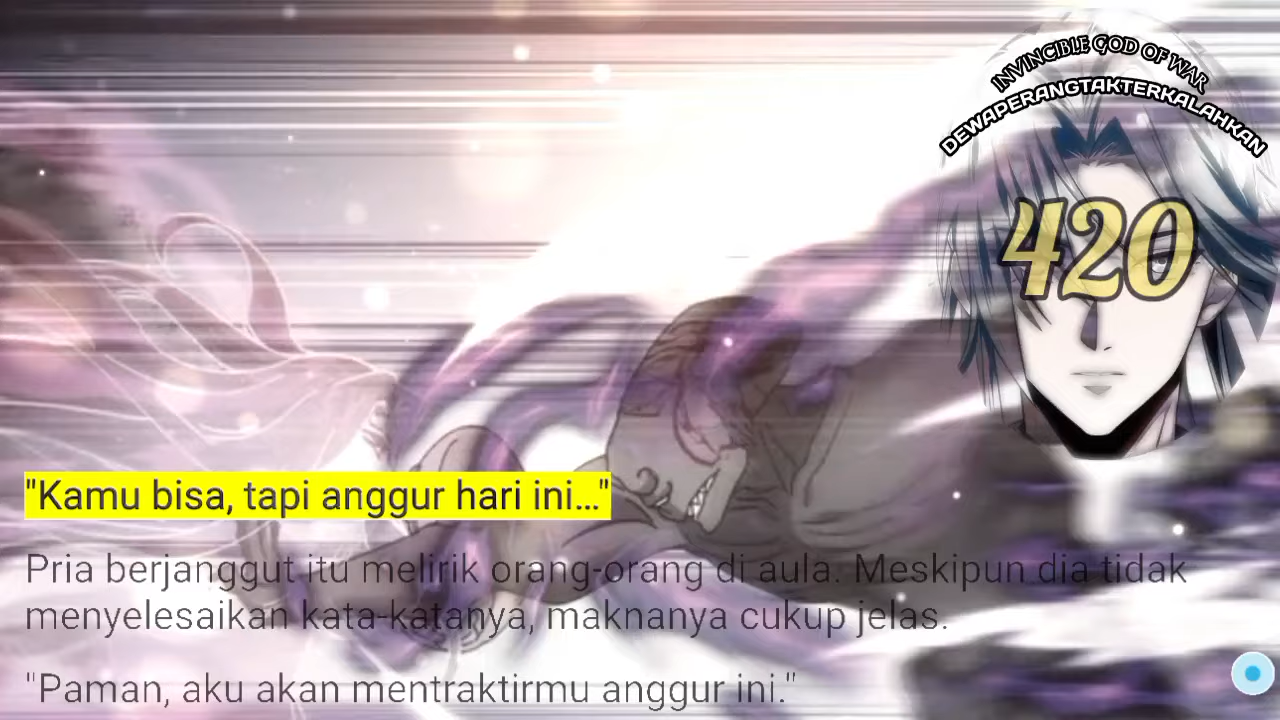 INVINCIBLE GOD OF WAR
DEWAPERANGTAKTERKALAHKAN
420
"Kamu bisa, tapi anggur hari ini..."
Pria berjanggut itu melirik orang-orang di aula. Meskipun dia tidak
menyelesaikan kata-katanya, maknanya cukup jelas.
"Paman, aku akan mentraktirmu anggur ini."